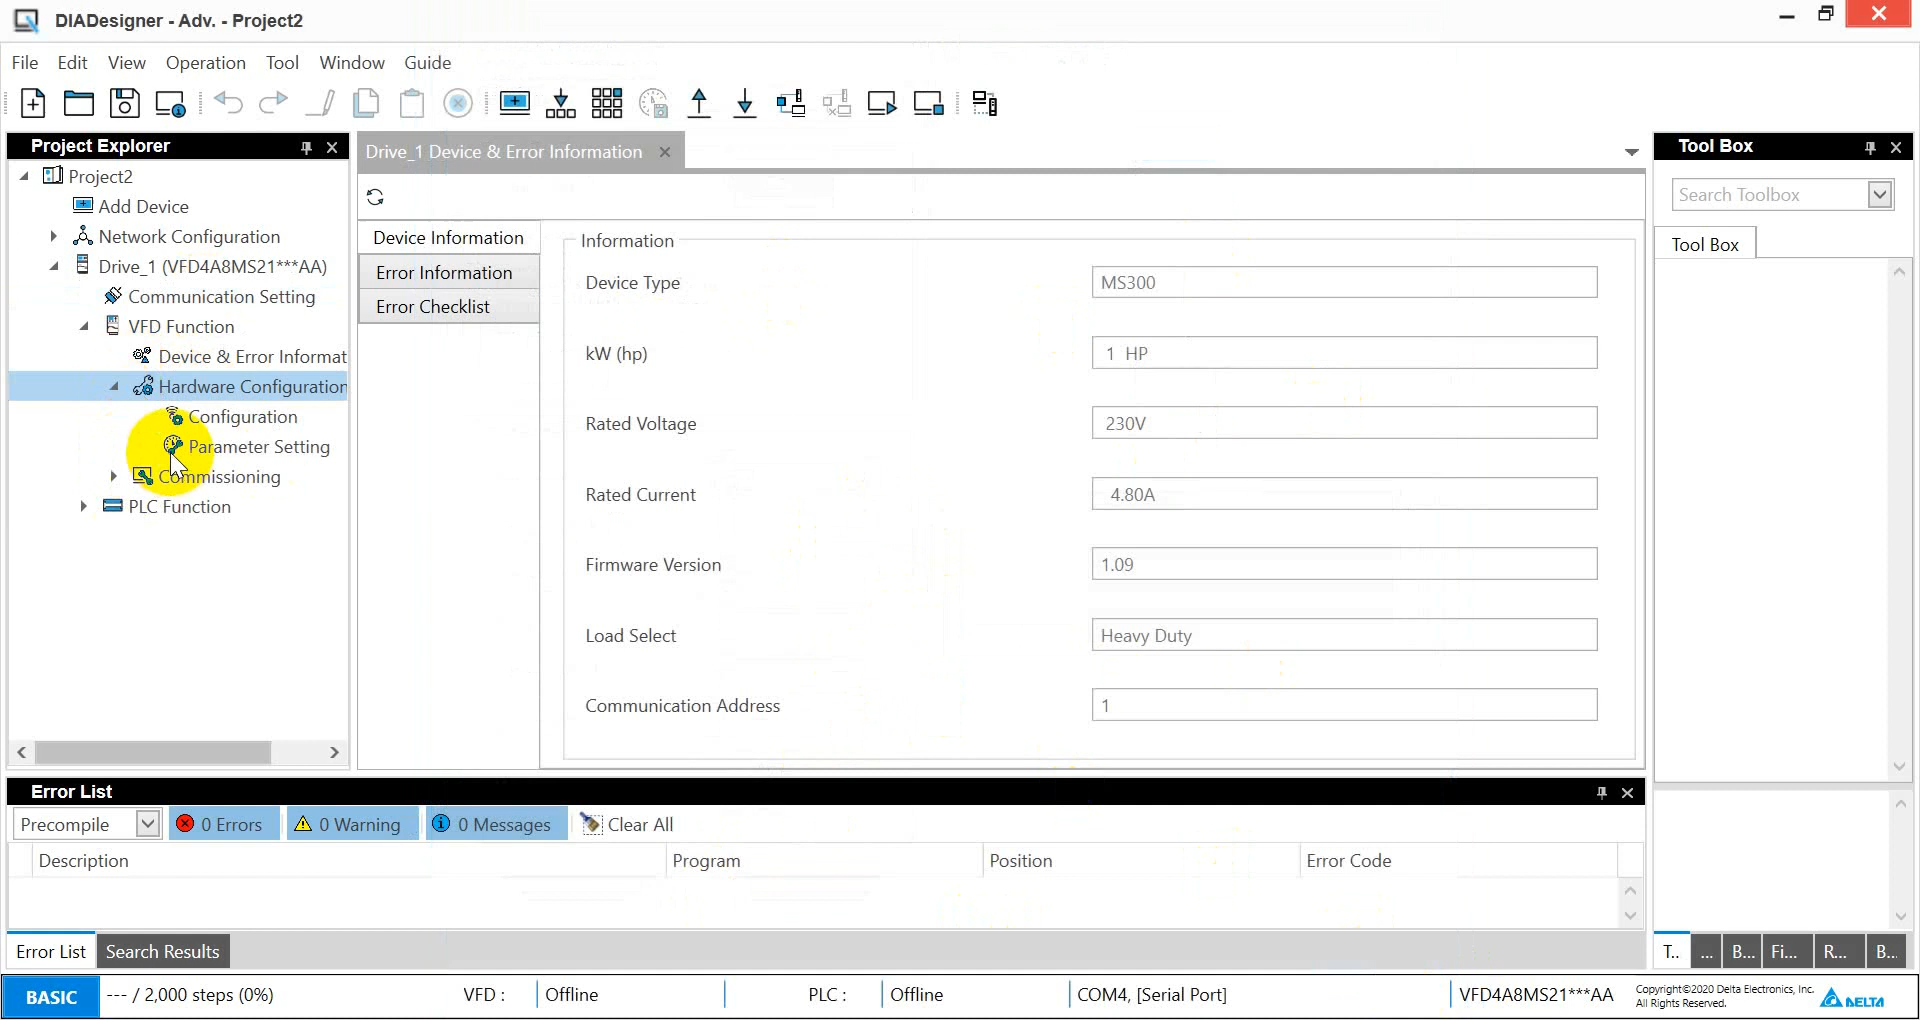 DIADesigner - Adv. - Project2
File Edit View Operation Tool Window Guide
Project Explorer
Project2
Add Device
Network Configuration
Drive_1 (VFD4A8MS21***AA)
Communication Setting
VFD Function
Device & Error Informat
Hardware Configuration
Configuration
Parameter Setting
Commissioning
PLC Function
Drive_1 Device & Error Information
Device Information
Error Information
Error Checklist
Information
Device Type MS300
kW (hp) 1 HP
Rated Voltage 230V
Rated Current 4.80A
Firmware Version 1.09
Load Select Heavy Duty
Communication Address 1
Tool Box
Search Toolbox
Tool Box
Error List
Precompile 0 Errors 0 Warning 0 Messages Clear All
Description Program Position Error Code
Error List Search Results
T.. ... B... Fi... R... B...
BASIC --- / 2,000 steps (0%) VFD : Offline PLC : Offline COM4, [Serial Port] VFD4A8MS21***AA
Copyright©2020 Delta Electronics, Inc.
All Rights Reserved.
DELTA